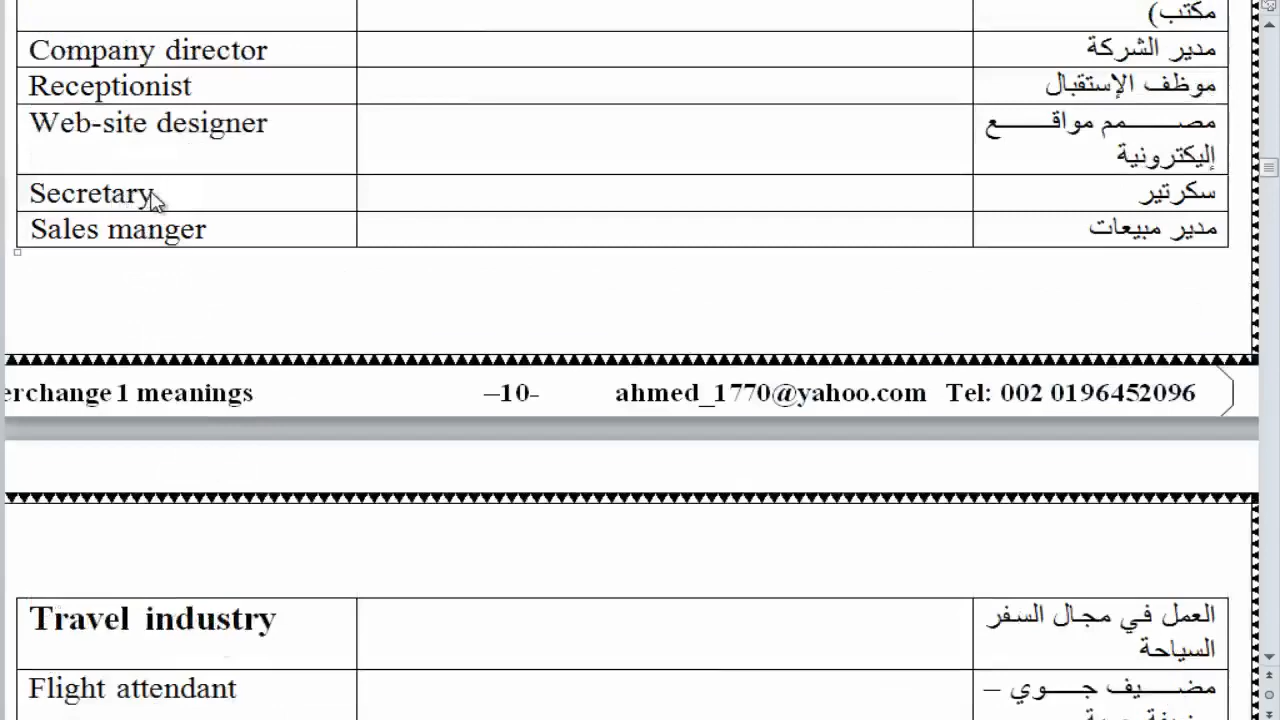 مكتب)
Company director
مدير الشركة
Receptionist
موظف الإستقبال
Web-site designer
مصـــــمم مواقـــــع
إليكترونية
Secretary
سكرتير
Sales manger
مدير مبيعات
erchange 1 meanings –10- ahmed_1770@yahoo.com Tel: 002 0196452096
Travel industry
العمل في مجال السفر
السياحة
Flight attendant
مضـــيف جـــوي –